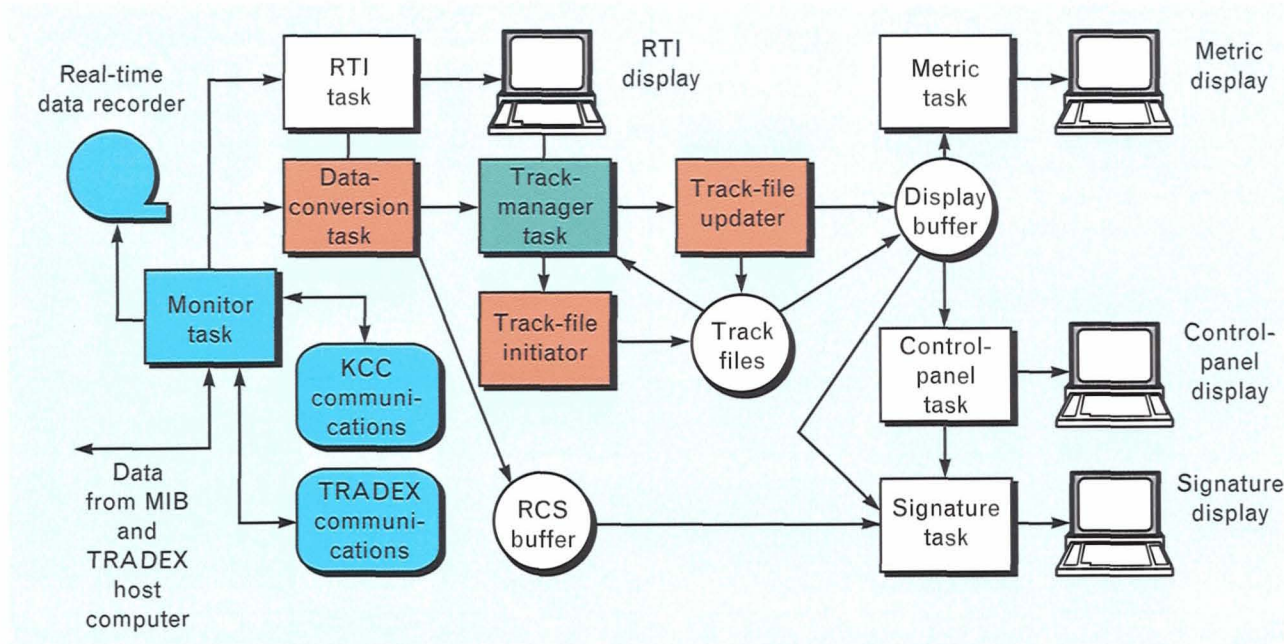 Real-time
data recorder
RTI
task
RTI
display
Metric
task
Metric
display
Data-
conversion
task
Track-
manager
task
Track-file
updater
Display
buffer
Monitor
task
Track-file
initiator
Track
files
KCC
communi-
cations
Control-
panel
task
Control-
panel
display
Data
from MIB
and
TRADEX
host
computer
TRADEX
communi-
cations
RCS
buffer
Signature
task
Signature
display